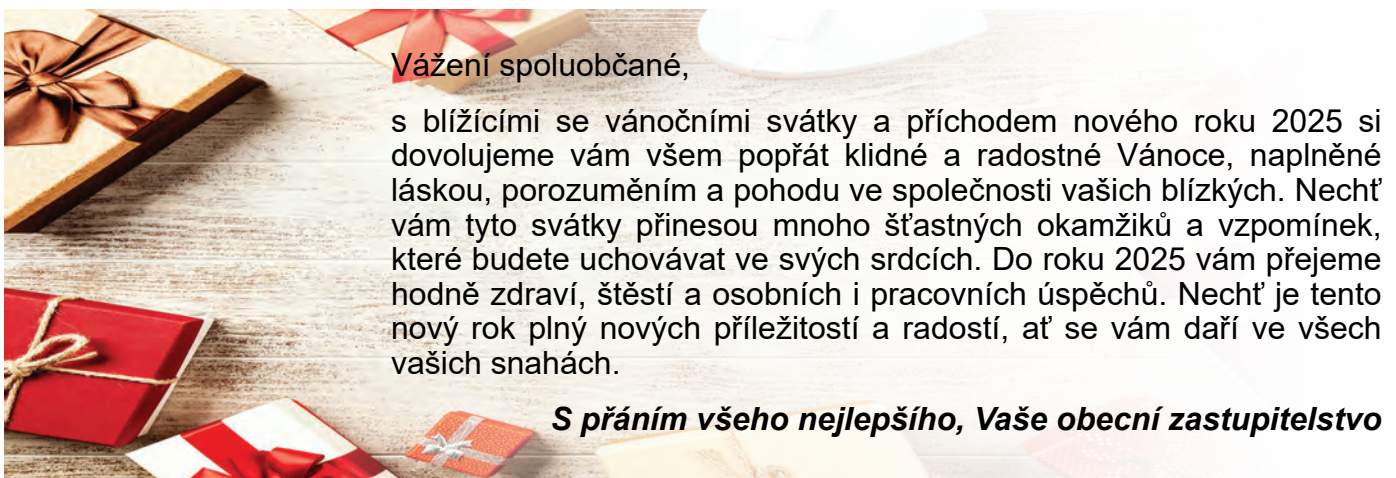 Vážení spoluobčané,
s blížícími se vánočními svátky a příchodem nového roku 2025 si
dovolujeme vám všem popřát klidné a radostné Vánoce, naplněné
láskou, porozuměním a pohodu ve společnosti vašich blízkých. Nechť
vám tyto svátky přinesou mnoho šťastných okamžiků a vzpomínek,
které budete uchovávat ve svých srdcích. Do roku 2025 vám přejeme
hodně zdraví, štěstí a osobních i pracovních úspěchů. Nechť je tento
nový rok plný nových příležitostí a radostí, ať se vám daří ve všech
vašich snahách.
S přáním všeho nejlepšího, Vaše obecní zastupitelstvo